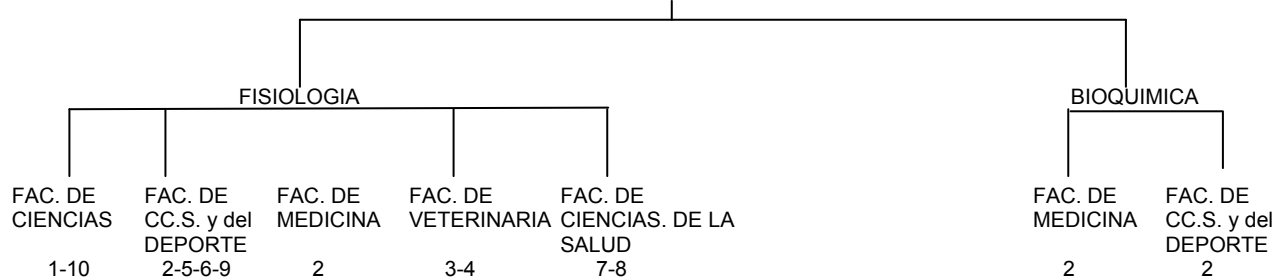 FISIOLOGIA
BIOQUIMICA
FAC. DE
CIENCIAS
1-10
FAC. DE
CC.S. y del
DEPORTE
2-5-6-9
FAC. DE
MEDICINA
2
FAC. DE
VETERINARIA
3-4
FAC. DE
CIENCIAS. DE LA
SALUD
7-8
FAC. DE
MEDICINA
2
FAC. DE
CC.S. y del
DEPORTE
2